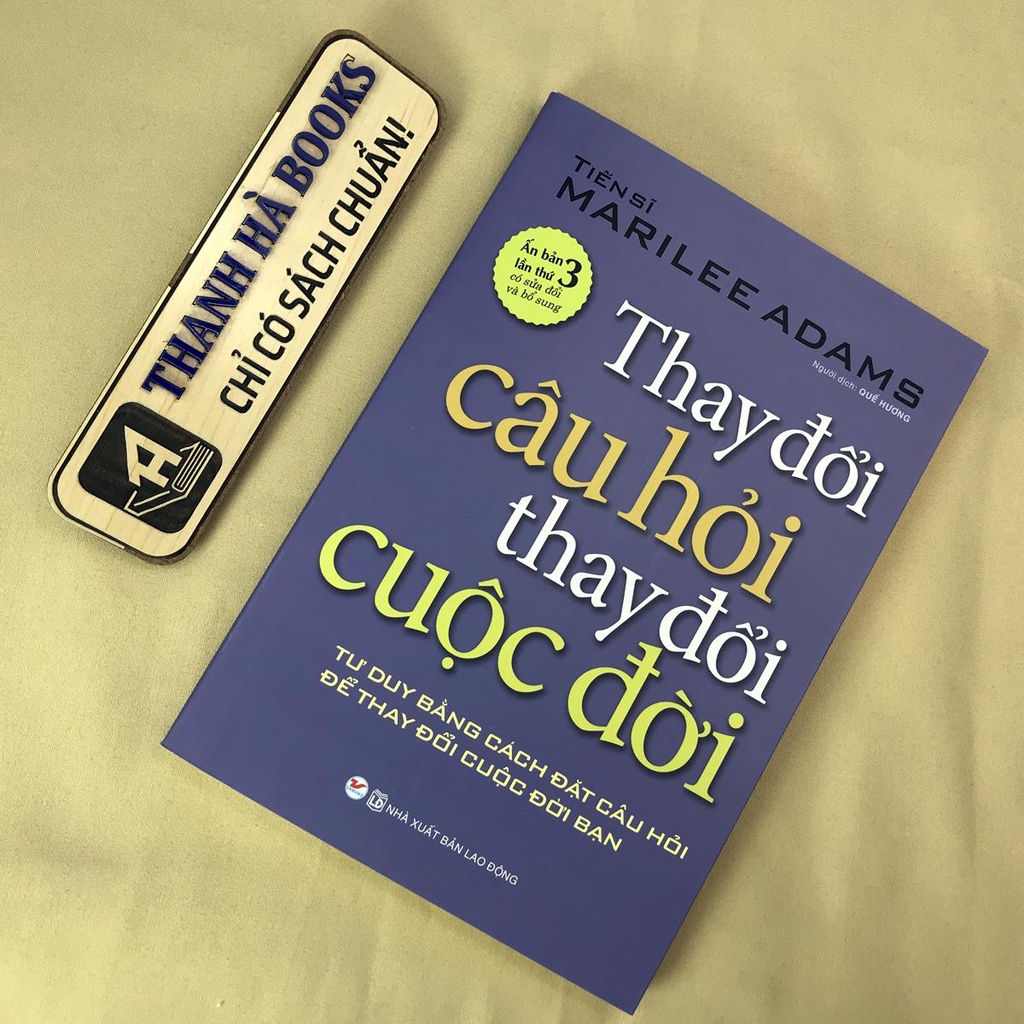 THANH HÀ BOOKS
CHỈ CÓ SÁCH CHUẨN!
TIẾN SĨ
MARILEE ADAMS
Người dịch: QUẾ HƯƠNG
Ấn bản
lần thứ 3
có sửa đổi
và bổ sung
Thay đổi
câu hỏi
thay đổi
cuộc đời
TƯ DUY BẰNG CÁCH ĐẶT CÂU HỎI
ĐỂ THAY ĐỔI CUỘC ĐỜI BẠN
NHÀ XUẤT BẢN LAO ĐỘNG